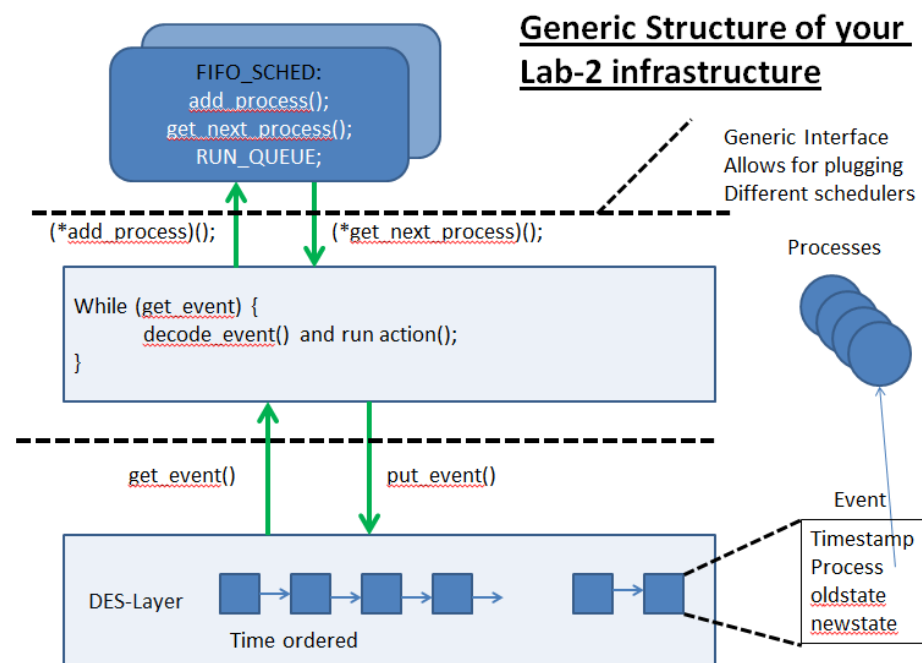 Generic Structure of your
Lab-2 infrastructure
FIFO_SCHED:
add_process();
get_next_process();
RUN_QUEUE;
Generic Interface
Allows for plugging
Different schedulers
(*add_process)();
(*get_next_process)();
Processes
While (get_event) {
decode_event() and run action();
}
get_event()
put_event()
Event
Timestamp
Process
oldstate
newstate
DES-Layer
Time ordered